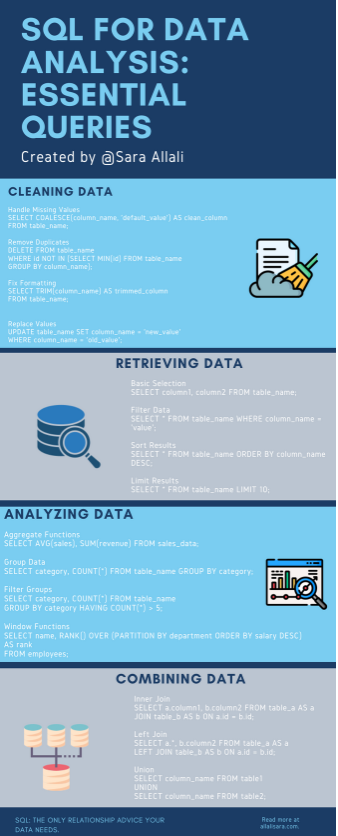 SQL FOR DATA
ANALYSIS:
ESSENTIAL
QUERIES
Created by @Sara Allali
CLEANING DATA
Handle Missing Values
SELECT COALESCE(column_name, 'default_value') AS clean_column
FROM table_name;
Remove Duplicates
DELETE FROM table_name
WHERE id NOT IN (SELECT MIN(id) FROM table_name
GROUP BY column_name);
Fix Formatting
SELECT TRIM(column_name) AS trimmed_column
FROM table_name;
Replace Values
UPDATE table_name SET column_name = 'new_value'
WHERE column_name = 'old_value';
RETRIEVING DATA
Basic Selection
SELECT column1, column2 FROM table_name;
Filter Data
SELECT * FROM table_name WHERE column_name =
'value';
Sort Results
SELECT * FROM table_name ORDER BY column_name
DESC;
Limit Results
SELECT * FROM table_name LIMIT 10;
ANALYZING DATA
Aggregate Functions
SELECT AVG(sales), SUM(revenue) FROM sales_data;
Group Data
SELECT category, COUNT(*) FROM table_name GROUP BY category;
Filter Groups
SELECT category, COUNT(*) FROM table_name
GROUP BY category HAVING COUNT(*) > 5;
Window Functions
SELECT name, RANK() OVER (PARTITION BY department ORDER BY salary DESC)
AS rank
FROM employees;
COMBINING DATA
Inner Join
SELECT a.column1, b.column2 FROM table_a AS a
JOIN table_b AS b ON a.id = b.id;
Left Join
SELECT a.*, b.column2 FROM table_a AS a
LEFT JOIN table_b AS b ON a.id = b.id;
Union
SELECT column_name FROM table1
UNION
SELECT column_name FROM table2;
SQL: THE ONLY RELATIONSHIP ADVICE YOUR
DATA NEEDS.
Read more at
allalisara.com.